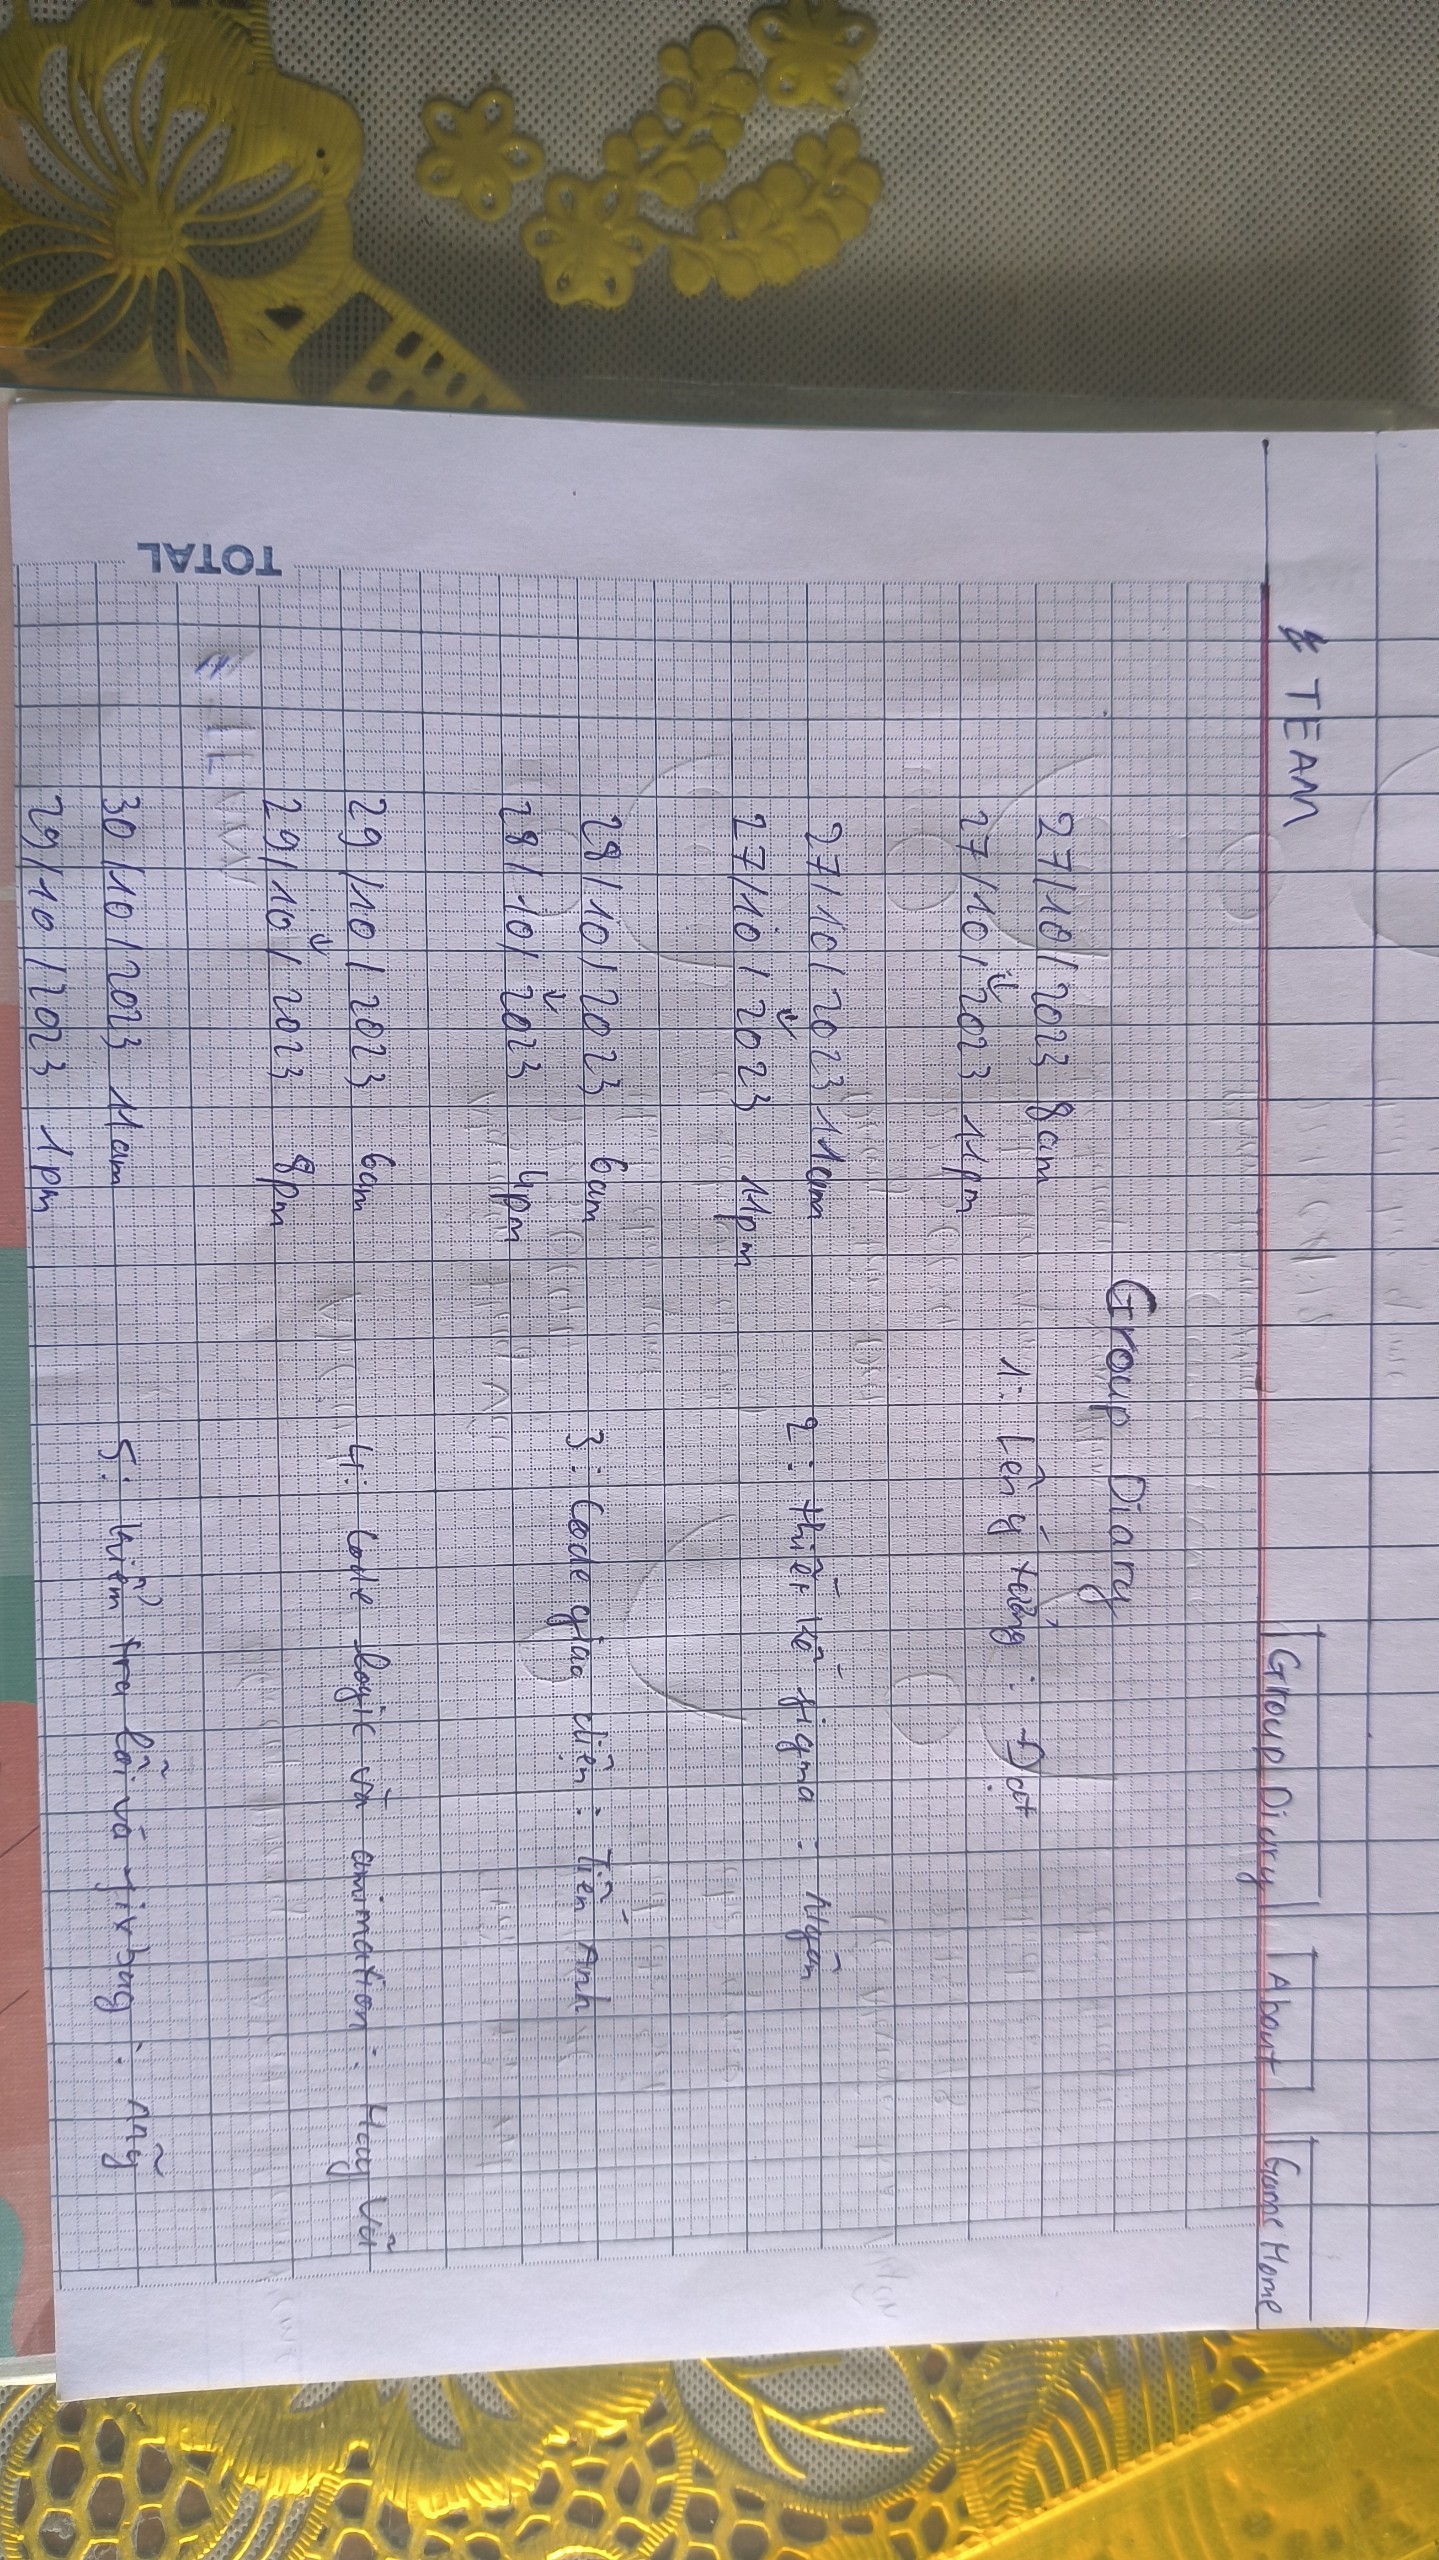 TEAM
Group Diary
About
Game Home
Group Diary
27/10/2023 8am
1: Lên ý tưởng : Đạt
27/10/2023 11pm
27/10/2023 11am
2: thiết kế figma : Ngân
27/10/2023 11pm
28/10/2023 6am
3: Code giao diện : Tiến Anh
28/10/2023 4pm
29/10/2023 6am
4: Code logic và animation : Huy Vũ
29/10/2023 8pm
30/10/2023 11am
5: kiểm tra lỗi và fix bug :
29/10/2023 1pm
TOTAL